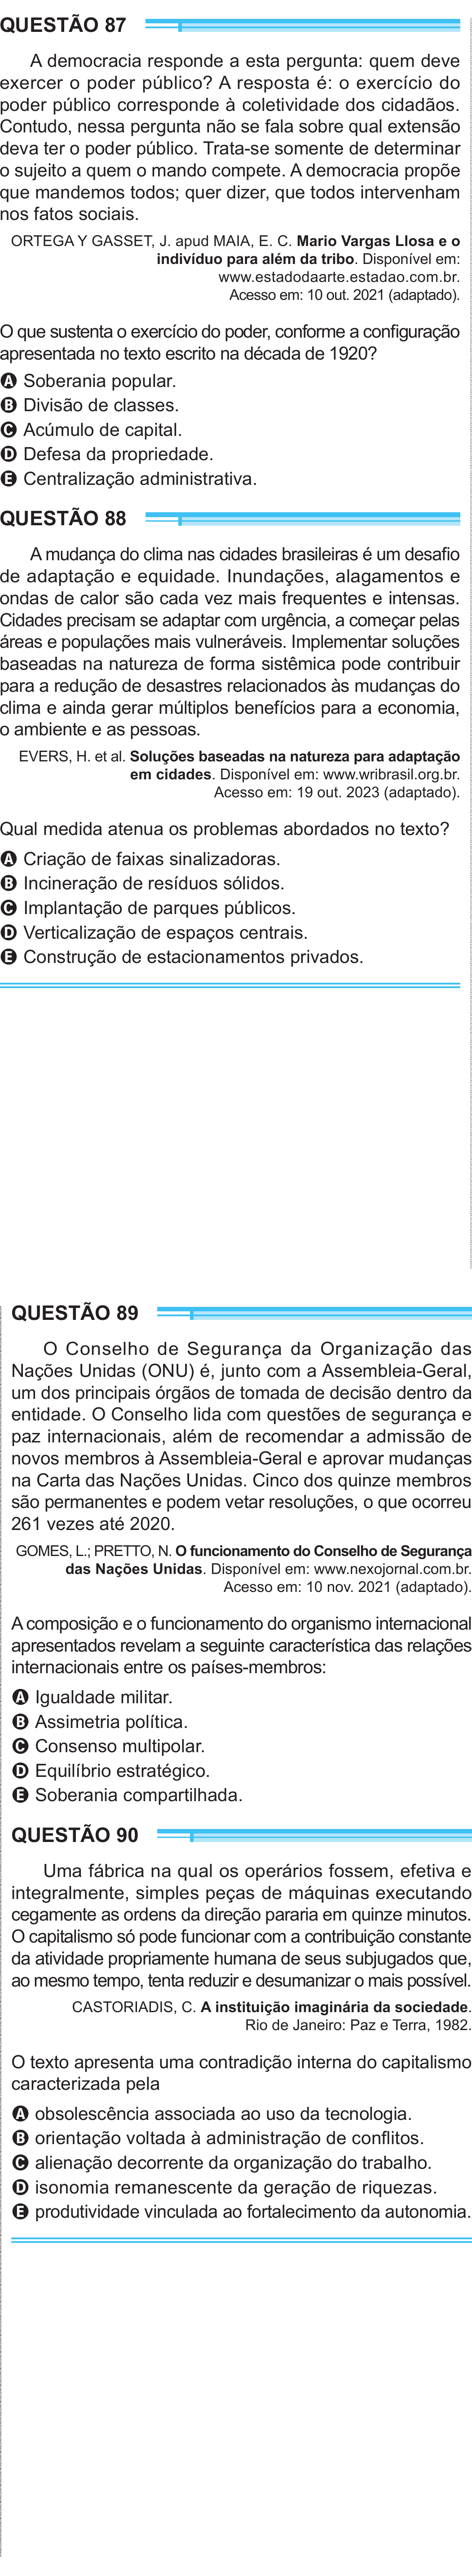 QUESTÃO 87
A democracia responde a esta pergunta: quem deve
exercer o poder público? A resposta é: o exercício do
poder público corresponde à coletividade dos cidadãos.
Contudo, nessa pergunta não se fala sobre qual extensão
deva ter o poder público. Trata-se somente de determinar
o sujeito a quem o mando compete. A democracia propõe
que mandemos todos; quer dizer, que todos intervenham
nos fatos sociais.
ORTEGA Y GASSET, J. apud MAIA, E. C. Mario Vargas Llosa e o
indivíduo para além da tribo. Disponível em:
www.estadodaarte.estadao.com.br.
Acesso em: 10 out. 2021 (adaptado).
O que sustenta o exercício do poder, conforme a configuração
apresentada no texto escrito na década de 1920?
A Soberania popular.
B Divisão de classes.
C Acúmulo de capital.
D Defesa da propriedade.
E Centralização administrativa.
QUESTÃO 88
A mudança do clima nas cidades brasileiras é um desafio
de adaptação e equidade. Inundações, alagamentos e
ondas de calor são cada vez mais frequentes e intensas.
Cidades precisam se adaptar com urgência, a começar pelas
áreas e populações mais vulneráveis. Implementar soluções
baseadas na natureza de forma sistêmica pode contribuir
para a redução de desastres relacionados às mudanças do
clima e ainda gerar múltiplos benefícios para a economia,
o ambiente e as pessoas.
EVERS, H. et al. Soluções baseadas na natureza para adaptação
em cidades. Disponível em: www.wribrasil.org.br.
Acesso em: 19 out. 2023 (adaptado).
Qual medida atenua os problemas abordados no texto?
A Criação de faixas sinalizadoras.
B Incineração de resíduos sólidos.
C Implantação de parques públicos.
D Verticalização de espaços centrais.
E Construção de estacionamentos privados.
QUESTÃO 89
O Conselho de Segurança da Organização das
Nações Unidas (ONU) é, junto com a Assembleia-Geral,
um dos principais órgãos de tomada de decisão dentro da
entidade. O Conselho lida com questões de segurança e
paz internacionais, além de recomendar a admissão de
novos membros à Assembleia-Geral e aprovar mudanças
na Carta das Nações Unidas. Cinco dos quinze membros
são permanentes e podem vetar resoluções, o que ocorreu
261 vezes até 2020.
GOMES, L.; PRETTO, N. O funcionamento do Conselho de Segurança
das Nações Unidas. Disponível em: www.nexojornal.com.br.
Acesso em: 10 nov. 2021 (adaptado).
A composição e o funcionamento do organismo internacional
apresentados revelam a seguinte característica das relações
internacionais entre os países-membros:
A Igualdade militar.
B Assimetria política.
C Consenso multipolar.
D Equilíbrio estratégico.
E Soberania compartilhada.
QUESTÃO 90
Uma fábrica na qual os operários fossem, efetiva e
integralmente, simples peças de máquinas executando
cegamente as ordens da direção pararia em quinze minutos.
O capitalismo só pode funcionar com a contribuição constante
da atividade propriamente humana de seus subjugados que,
ao mesmo tempo, tenta reduzir e desumanizar o mais possível.
CASTORIADIS, C. A instituição imaginária da sociedade.
Rio de Janeiro: Paz e Terra, 1982.
O texto apresenta uma contradição interna do capitalismo
caracterizada pela
A obsolescência associada ao uso da tecnologia.
B orientação voltada à administração de conflitos.
C alienação decorrente da organização do trabalho.
D isonomia remanescente da geração de riquezas.
E produtividade vinculada ao fortalecimento da autonomia.